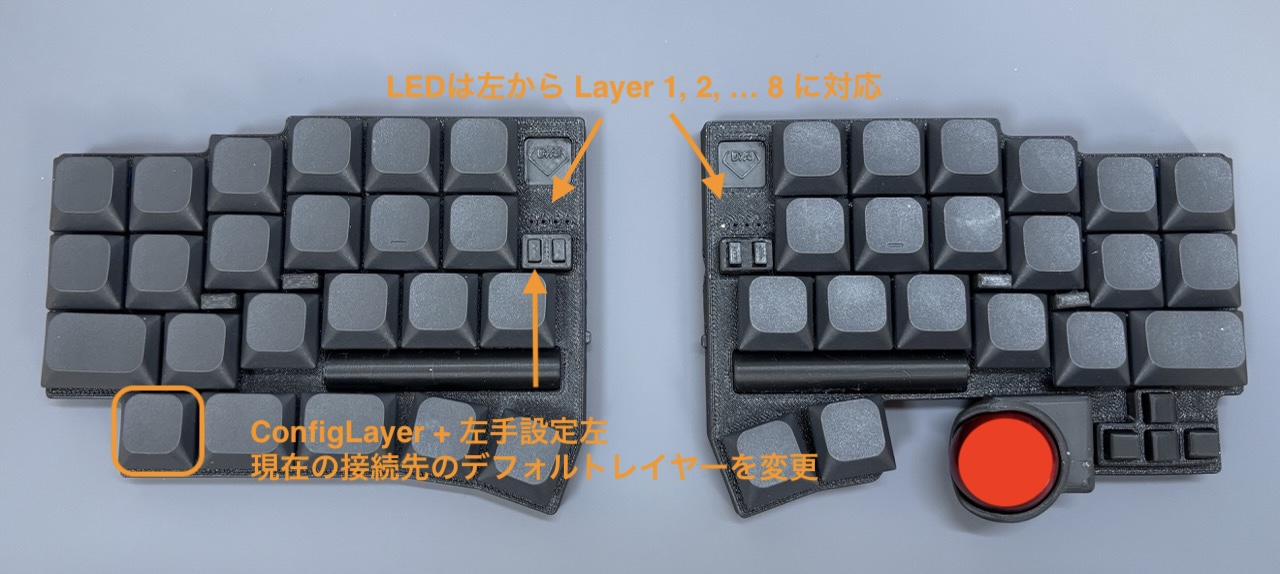 LEDは左から Layer 1, 2, … 8 に対応
ConfigLayer + 左手設定左
現在の接続先のデフォルトレイヤーを変更